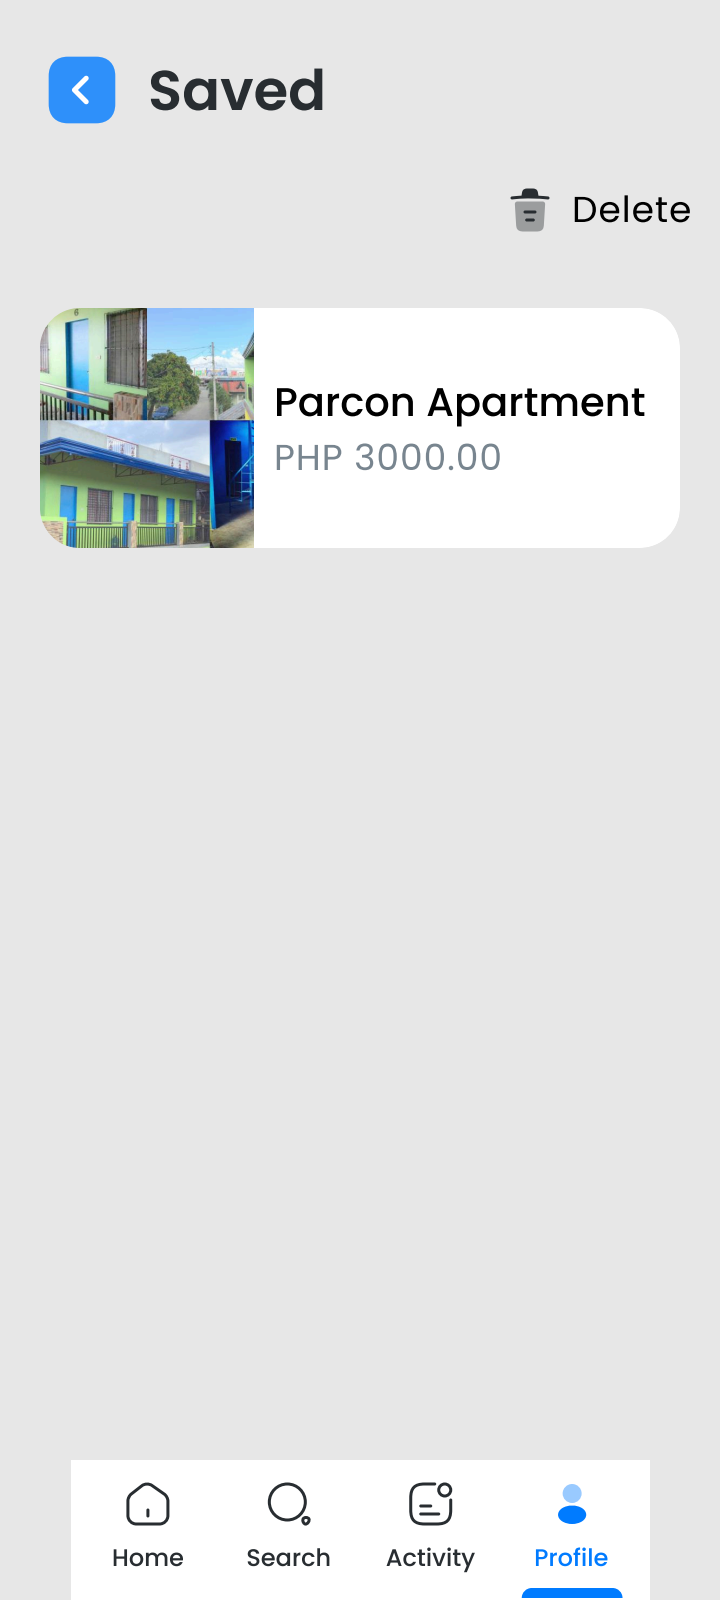 Saved
Delete
Parcon Apartment
PHP 3000.00
Home
Search
Activity
Profile